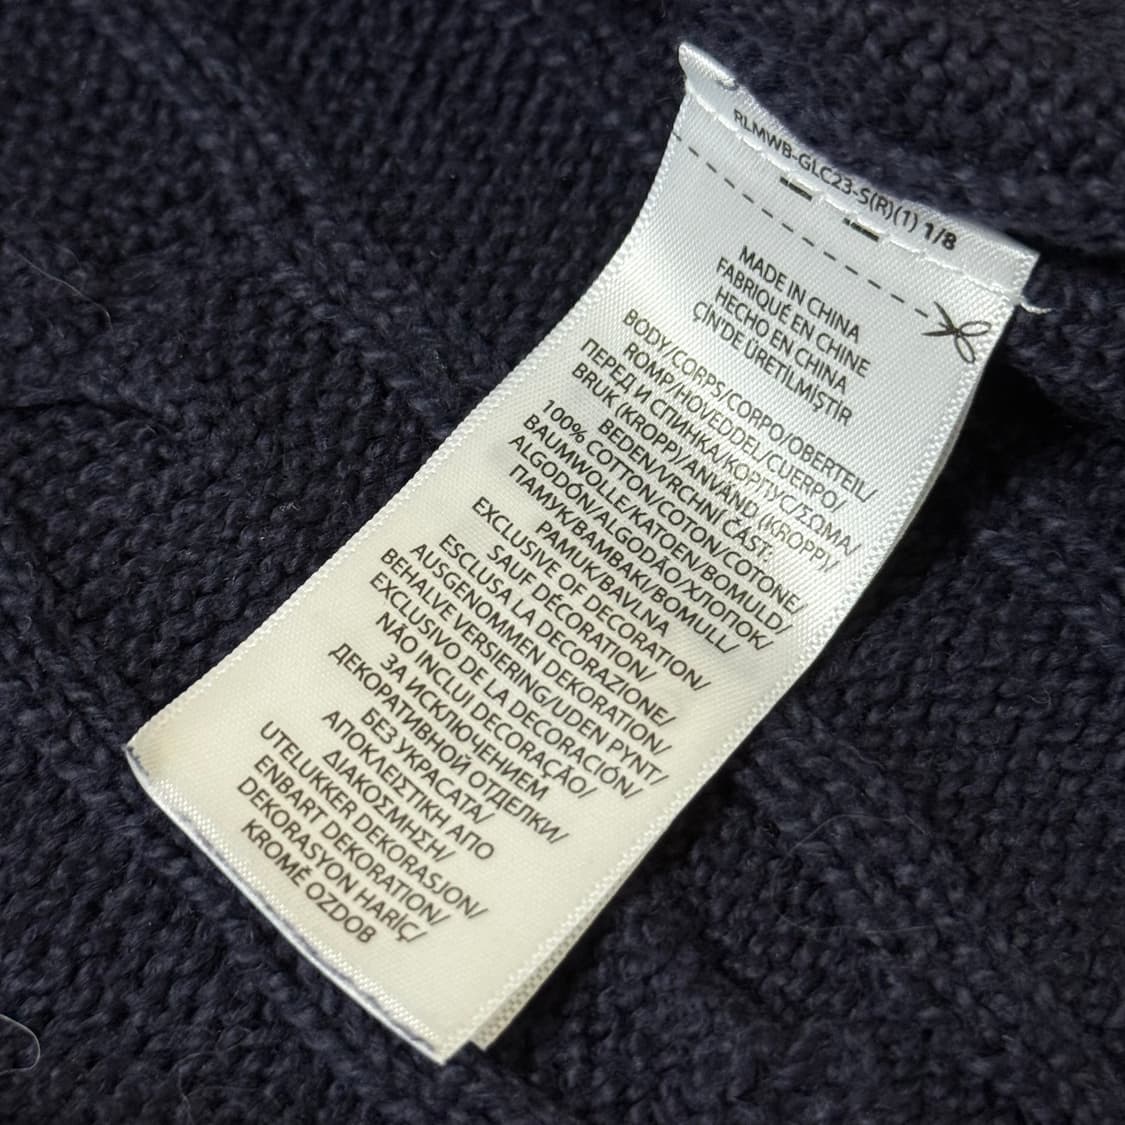 RLMWB-GLC23-S(R)(1) 1/8
MADE IN CHINA
FABRIQUÉ EN CHINE
HECHO EN CHINA
ÇİN'DE ÜRETİLMİŞTİR
BODY/CORPS/CORPO/OBERTEIL/
ROMP/HOVEDDEL/CUERPO/
ПЕРЕД И СПИНКА/КОРПУС/ΣΩΜΑ/
BRUK (KROPP)/ANVÄND (KROPP)/
BEDEN/VRCHNÍ ČÁST:
100% COTTON/COTON/COTONE/
BAUMWOLLE/KATOEN/BOMULD/
ALGODÓN/ALGODÃO/ХЛОПОК/
ПАМУК/ΒΑΜΒΑΚΙ/BOMULL/
PAMUK/BAVLNA
EXCLUSIVE OF DECORATION/
SAUF DÉCORATION/
ESCLUSA LA DECORAZIONE/
AUSGENOMMEN DEKORATION/
BEHALVE VERSIERING/UDEN PYNT/
EXCLUSIVO DE LA DECORACIÓN/
NÃO INCLUI DECORAÇÃO/
ЗА ИСКЛЮЧЕНИЕМ
ДЕКОРАТИВНОЙ ОТДЕЛКИ/
БЕЗ УКРАСАТА/
ΑΠΟΚΛΕΙΣΤΙΚΗ ΑΠΟ
ΔΙΑΚΟΣΜΗΣΗ/
UTELUKKER DEKORASJON/
ENBART DEKORATION/
DEKORASYON HARİÇ/
KROMĚ OZDOB